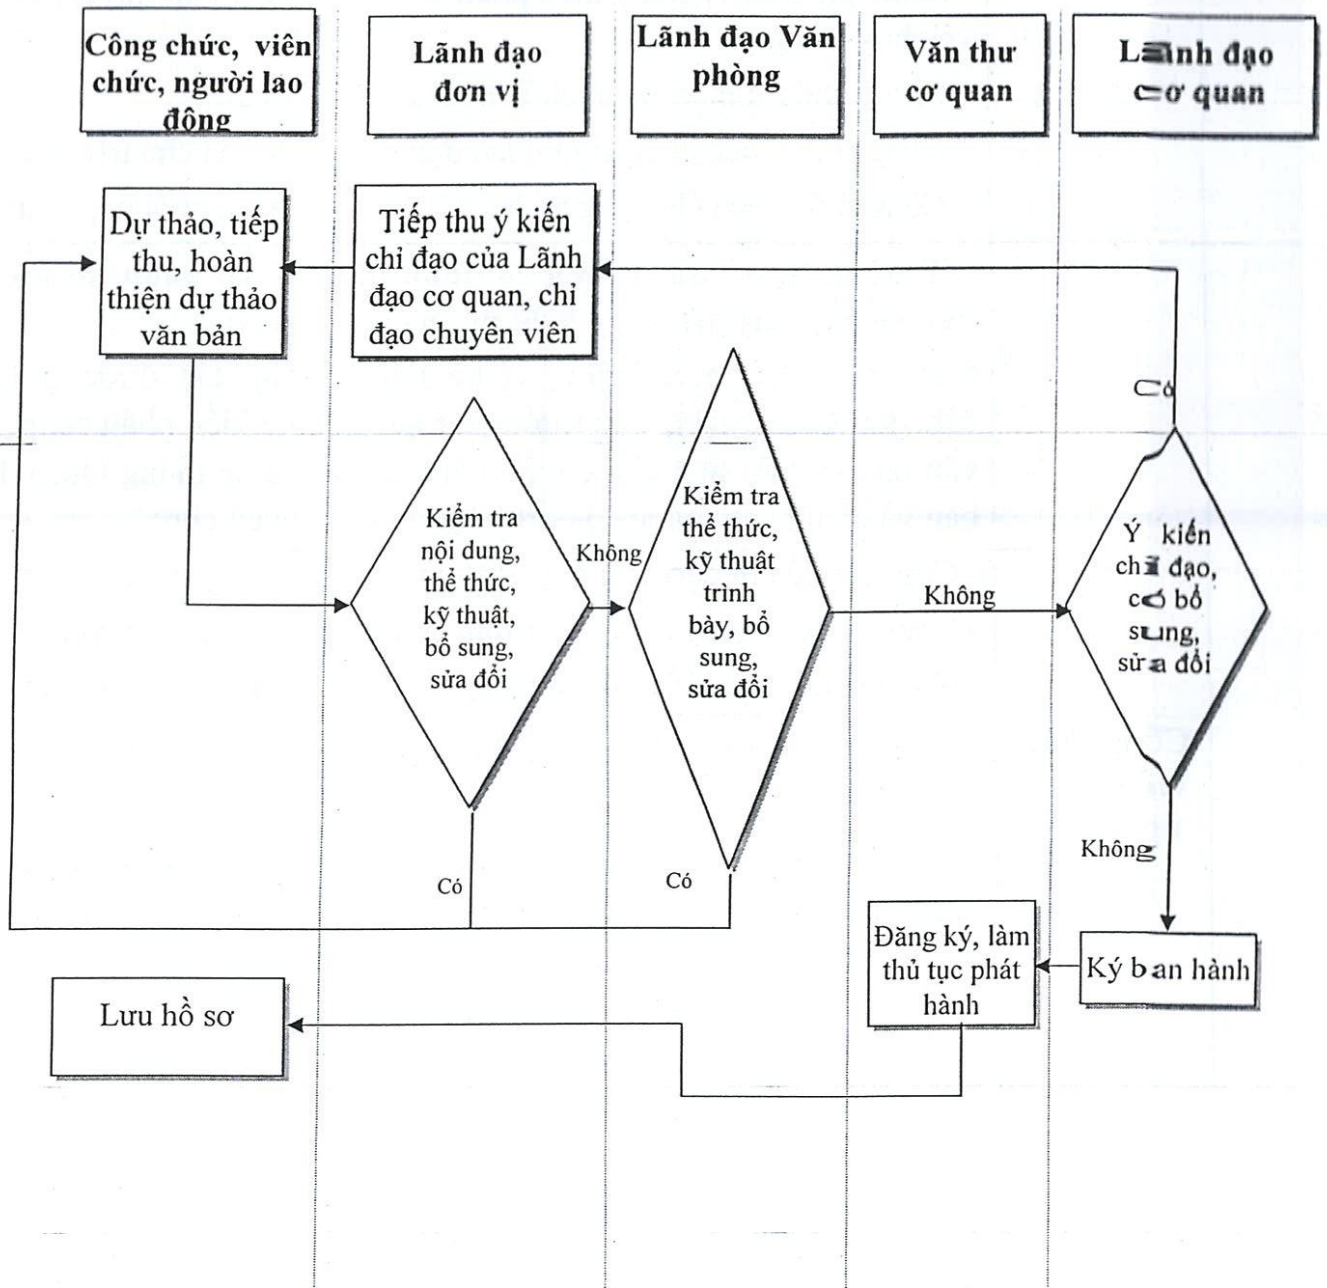 Công chức, viên
chức, người lao
động
Lãnh đạo
đơn vị
Lãnh đạo Văn
phòng
Văn thư
cơ quan
Lãnh đạo
cơ quan
Dự thảo, tiếp
thu, hoàn
thiện dự thảo
văn bản
Tiếp thu ý kiến
chỉ đạo của Lãnh
đạo cơ quan, chỉ
đạo chuyên viên
Có
Kiểm tra
nội dung,
thể thức,
kỹ thuật,
bổ sung,
sửa đổi
Không
Kiểm tra
thể thức,
kỹ thuật
trình
bày, bổ
sung,
sửa đổi
Không
Ý kiến
chỉ đạo,
có bổ
sung,
sửa đổi
Không
Có
Có
Đăng ký, làm
thủ tục phát
hành
Ký ban hành
Lưu hồ sơ